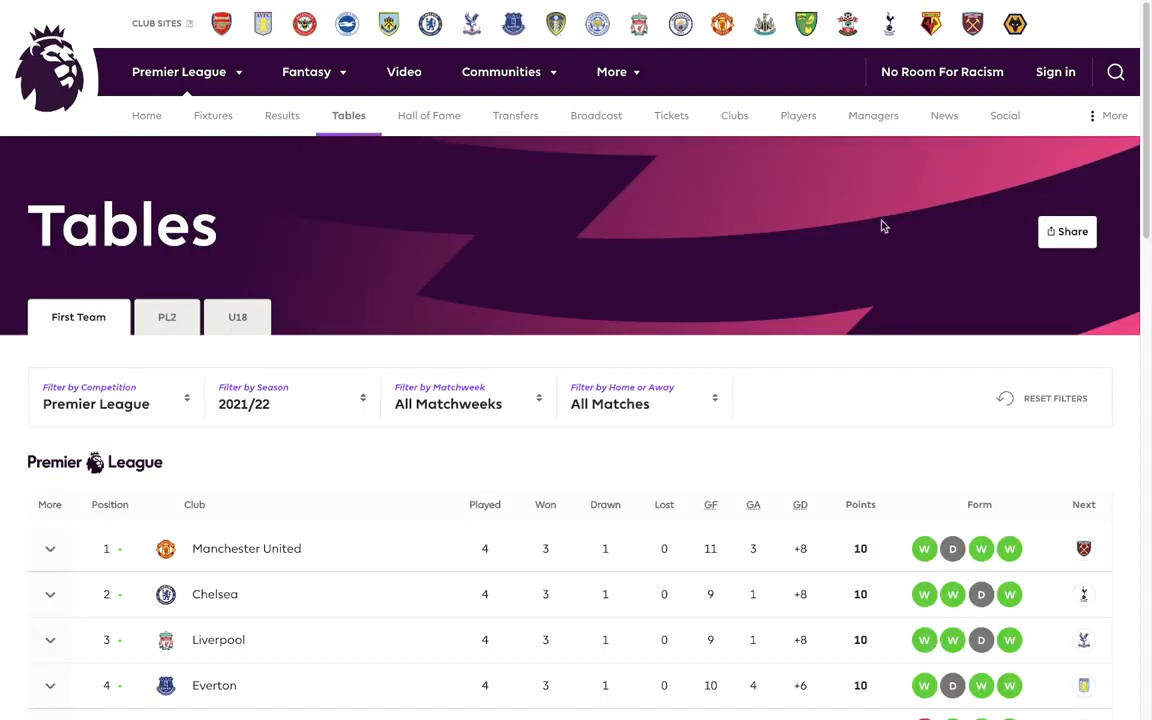 CLUB SITES
Premier League Fantasy Video Communities More No Room For Racism Sign in
Home Fixtures Results Tables Hall of Fame Transfers Broadcast Tickets Clubs Players Managers News Social More
Tables
Share
First Team PL2 U18
Filter by Competition Filter by Season Filter by Matchweek Filter by Home or Away
Premier League 2021/22 All Matchweeks All Matches RESET FILTERS
Premier League
More Position Club Played Won Drawn Lost GF GA GD Points Form Next
1 Manchester United 4 3 1 0 11 3 +8 10 W D W W
2 Chelsea 4 3 1 0 9 1 +8 10 W W D W
3 Liverpool 4 3 1 0 9 1 +8 10 W W D W
4 Everton 4 3 1 0 10 4 +6 10 W D W W